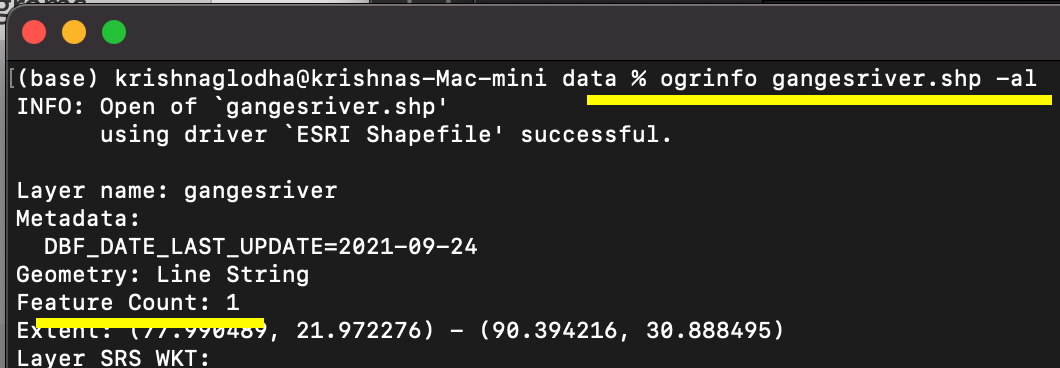 [(base) krishnaglodha@krishnas-Mac-mini data % ogrinfo gangesriver.shp -al
INFO: Open of `gangesriver.shp'
      using driver `ESRI Shapefile' successful.
Layer name: gangesriver
Metadata:
  DBF_DATE_LAST_UPDATE=2021-09-24
Geometry: Line String
Feature Count: 1
Extent: (77.990489, 21.972276) - (90.394216, 30.888495)
Layer SRS WKT: